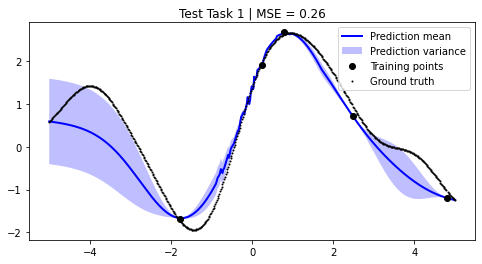 Test Task 1 | MSE = 0.26
Prediction mean
Prediction variance
Training points
Ground truth
2
1
0
−1
−2
−4
−2
0
2
4